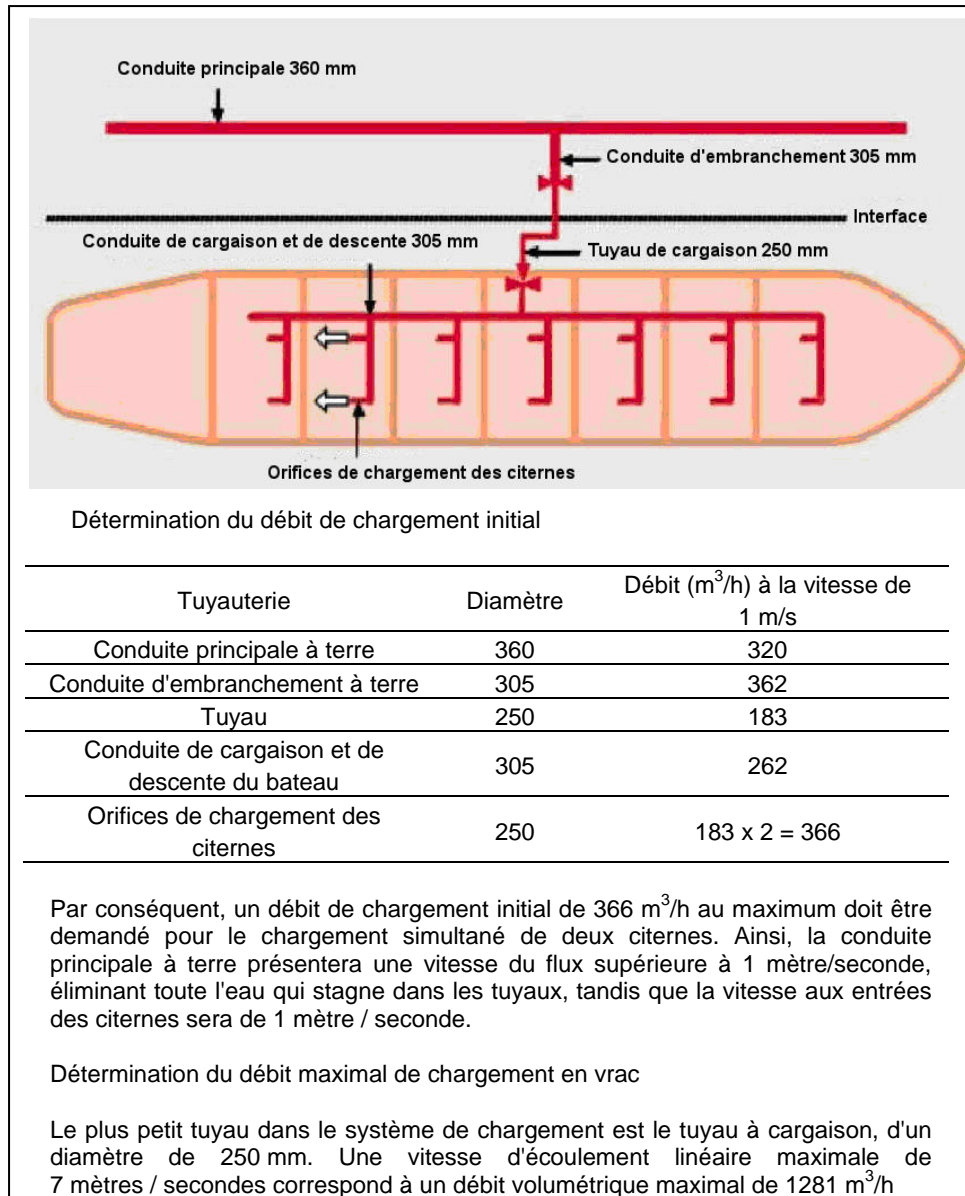 Conduite principale 360 mm
Conduite d'embranchement 305 mm
Interface
Conduite de cargaison et de descente 305 mm
Tuyau de cargaison 250 mm
Orifices de chargement des citernes
Détermination du débit de chargement initial
Tuyauterie Diamètre Débit (m³/h) à la vitesse de
1 m/s
Conduite principale à terre 360 320
Conduite d'embranchement à terre 305 362
Tuyau 250 183
Conduite de cargaison et de
descente du bateau 305 262
Orifices de chargement des
citernes 250 183 x 2 = 366
Par conséquent, un débit de chargement initial de 366 m³/h au maximum doit être
demandé pour le chargement simultané de deux citernes. Ainsi, la conduite
principale à terre présentera une vitesse du flux supérieure à 1 mètre/seconde,
éliminant toute l'eau qui stagne dans les tuyaux, tandis que la vitesse aux entrées
des citernes sera de 1 mètre / seconde.
Détermination du débit maximal de chargement en vrac
Le plus petit tuyau dans le système de chargement est le tuyau à cargaison, d'un
diamètre de 250 mm. Une vitesse d'écoulement linéaire maximale de
7 mètres / secondes correspond à un débit volumétrique maximal de 1281 m³/h